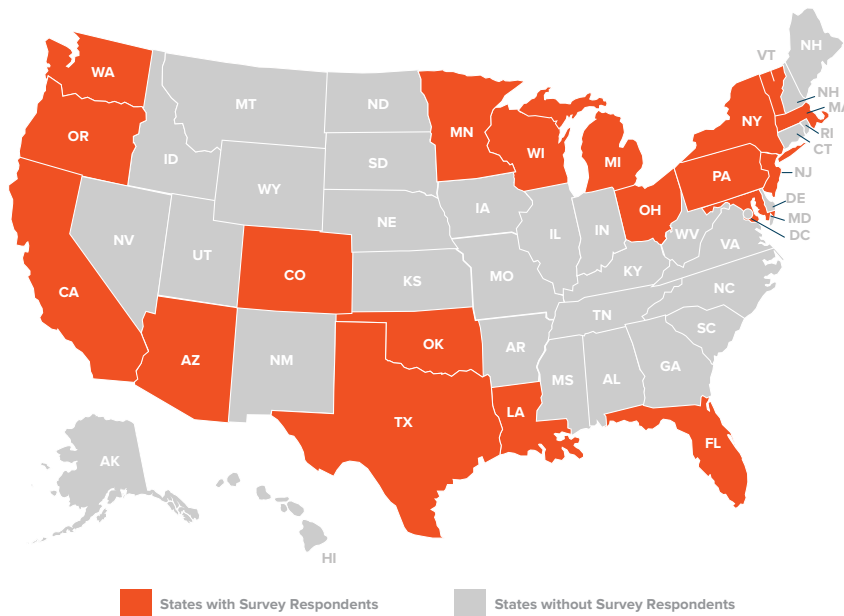 NH
VT
WA
NH
MT
ND
MA
NY
MN
RI
OR
CT
WI
ID
SD
MI
NJ
PA
WY
DE
IA
OH
MD
NE
DC
NV
IL
IN
WV
VA
UT
CO
KS
MO
KY
CA
NC
TN
SC
OK
AR
AZ
NM
GA
MS
AL
LA
TX
FL
AK
HI
States with Survey Respondents
States without Survey Respondents